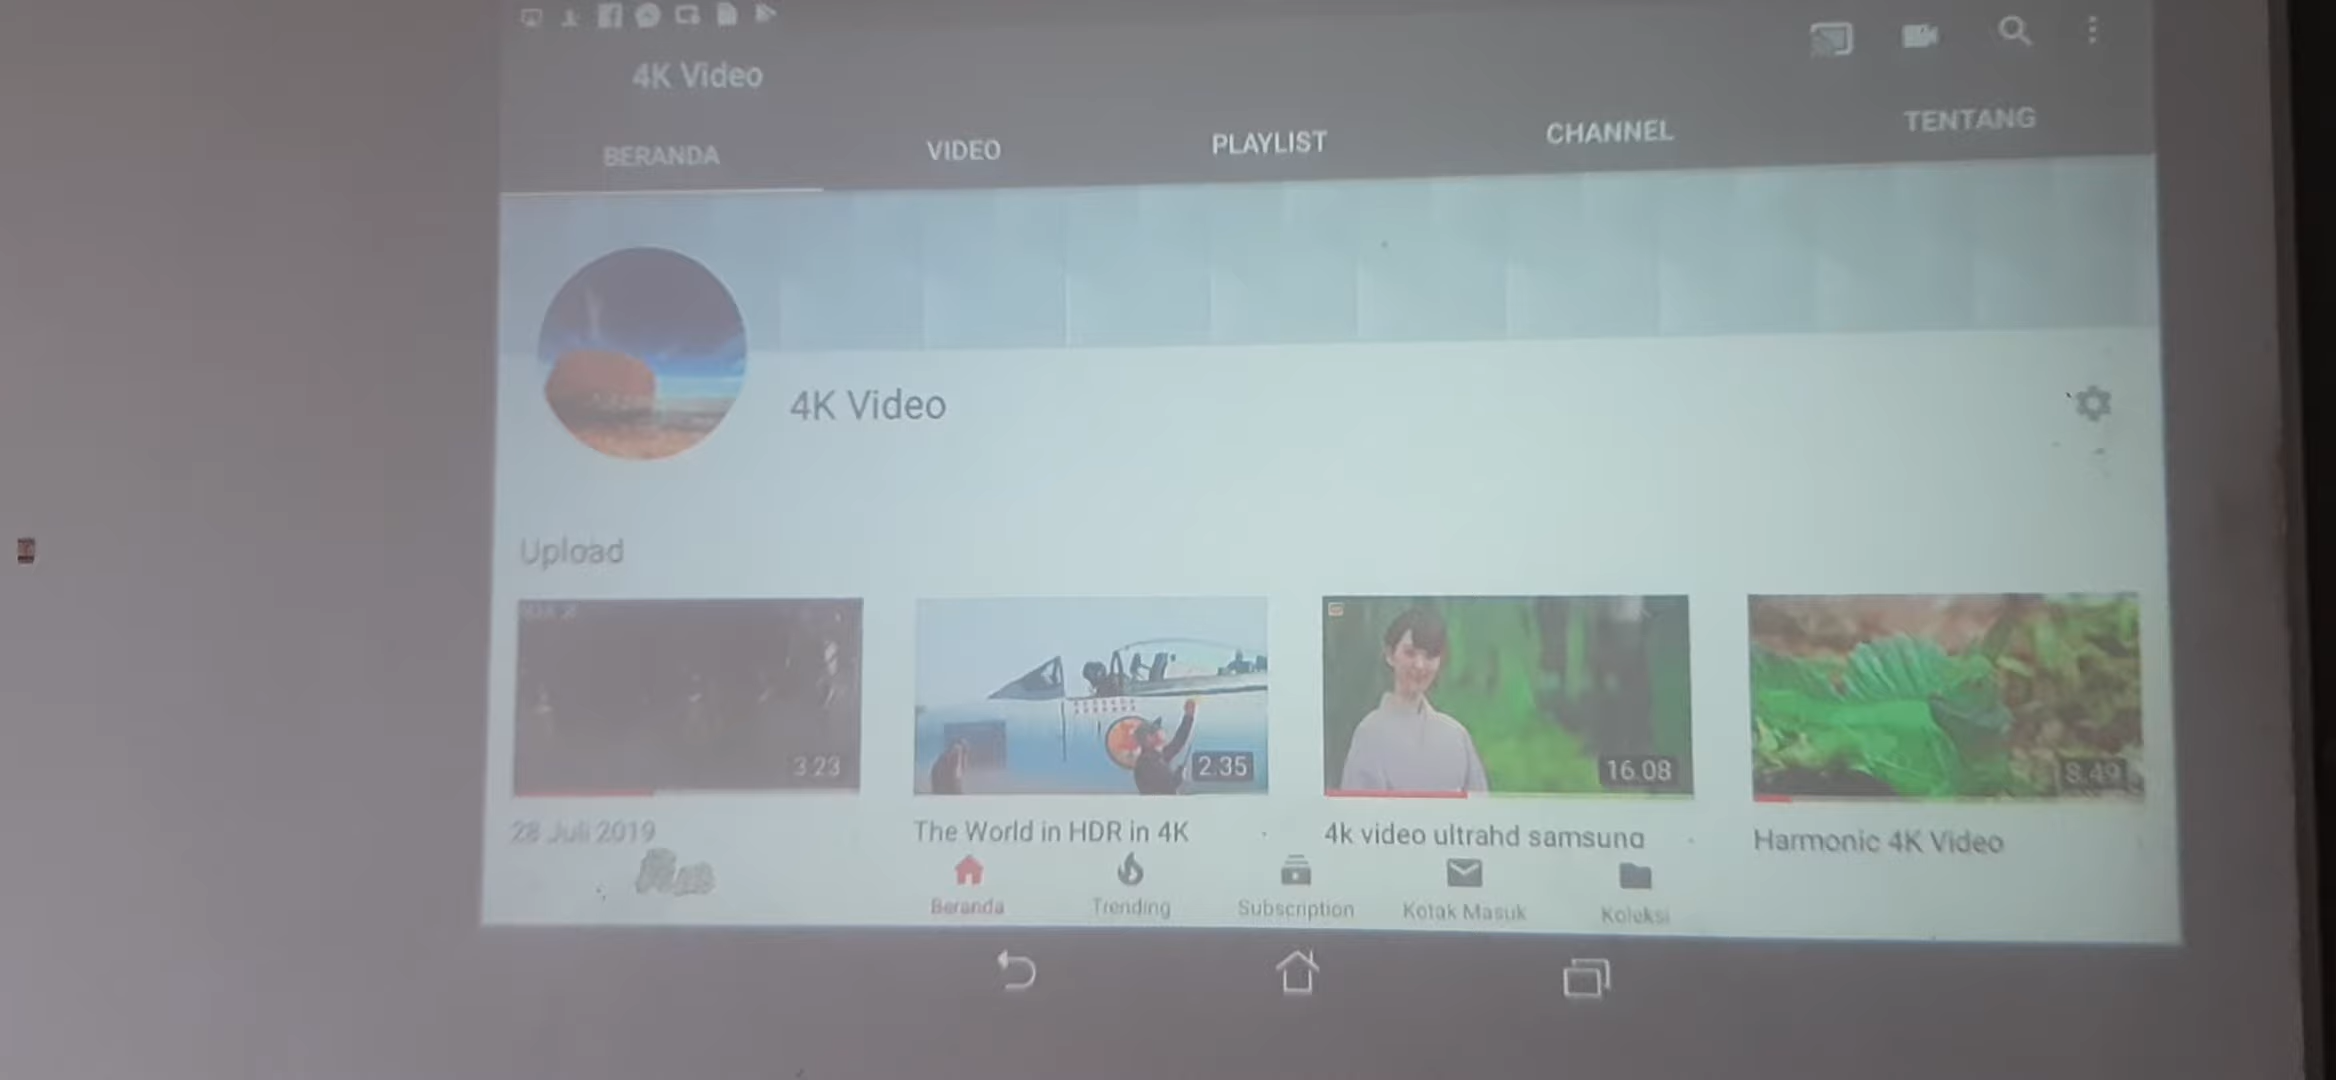 4K Video
BERANDA VIDEO PLAYLIST CHANNEL TENTANG
4K Video
Upload
3.23 2.35 16.08 8.49
28 Juli 2019 The World in HDR in 4K 4k video ultrahd samsung Harmonic 4K Video
Beranda Trending Subscription Kotak Masuk Koleksi